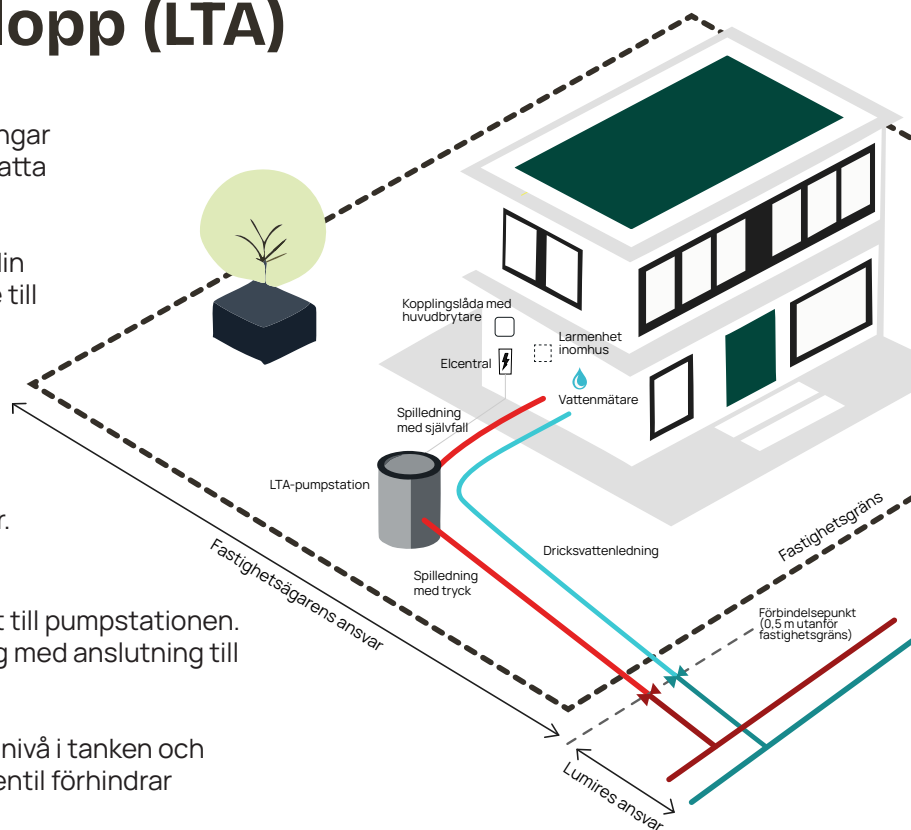 lopp (LTA)
ngar
atta
lin
till
r.
t till pumpstationen.
g med anslutning till
nivå i tanken och
entil förhindrar
Kopplingslåda med
huvudbrytare
Larmenhet
inomhus
Elcentral
Vattenmätare
Spilledning
med självfall
LTA-pumpstation
Fastighetsgräns
Dricksvattenledning
Fastighetsägarens ansvar
Spilledning
med tryck
Förbindelsepunkt
(0,5 m utanför
fastighetsgräns)
Lumires ansvar